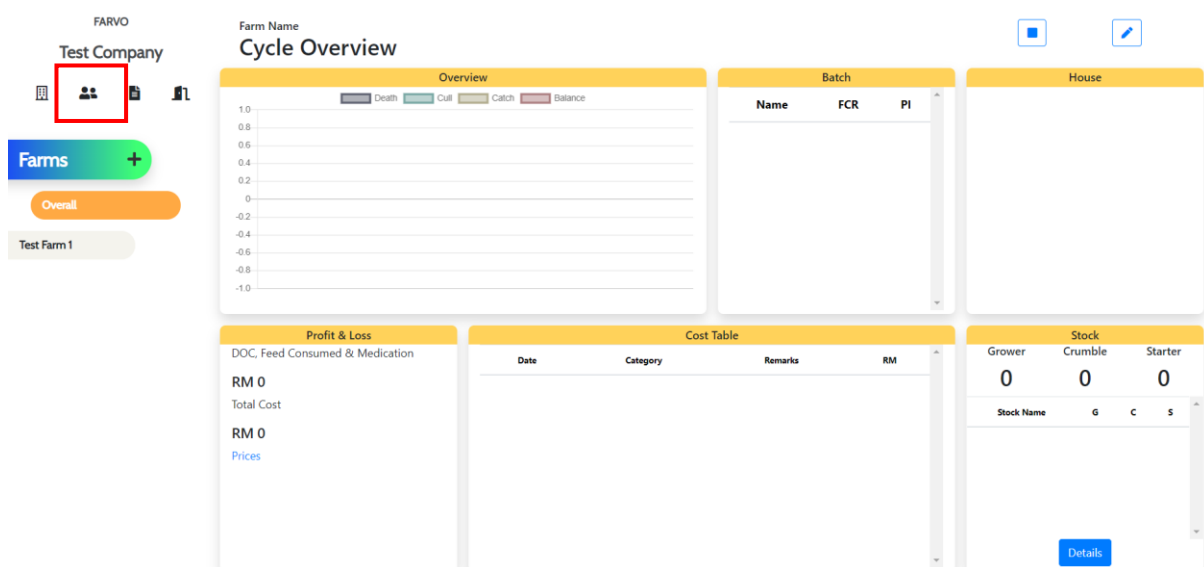 FARVO
Test Company
Farms +
Overall
Test Farm 1
Farm Name
Cycle Overview
Overview
Death Cull Catch Balance
1.0
0.8
0.6
0.4
0.2
0
-0.2
-0.4
-0.6
-0.8
-1.0
Batch
Name FCR PI
House
Profit & Loss
DOC, Feed Consumed & Medication
RM 0
Total Cost
RM 0
Prices
Cost Table
Date Category Remarks RM
Stock
Grower Crumble Starter
0 0 0
Stock Name G C S
Details